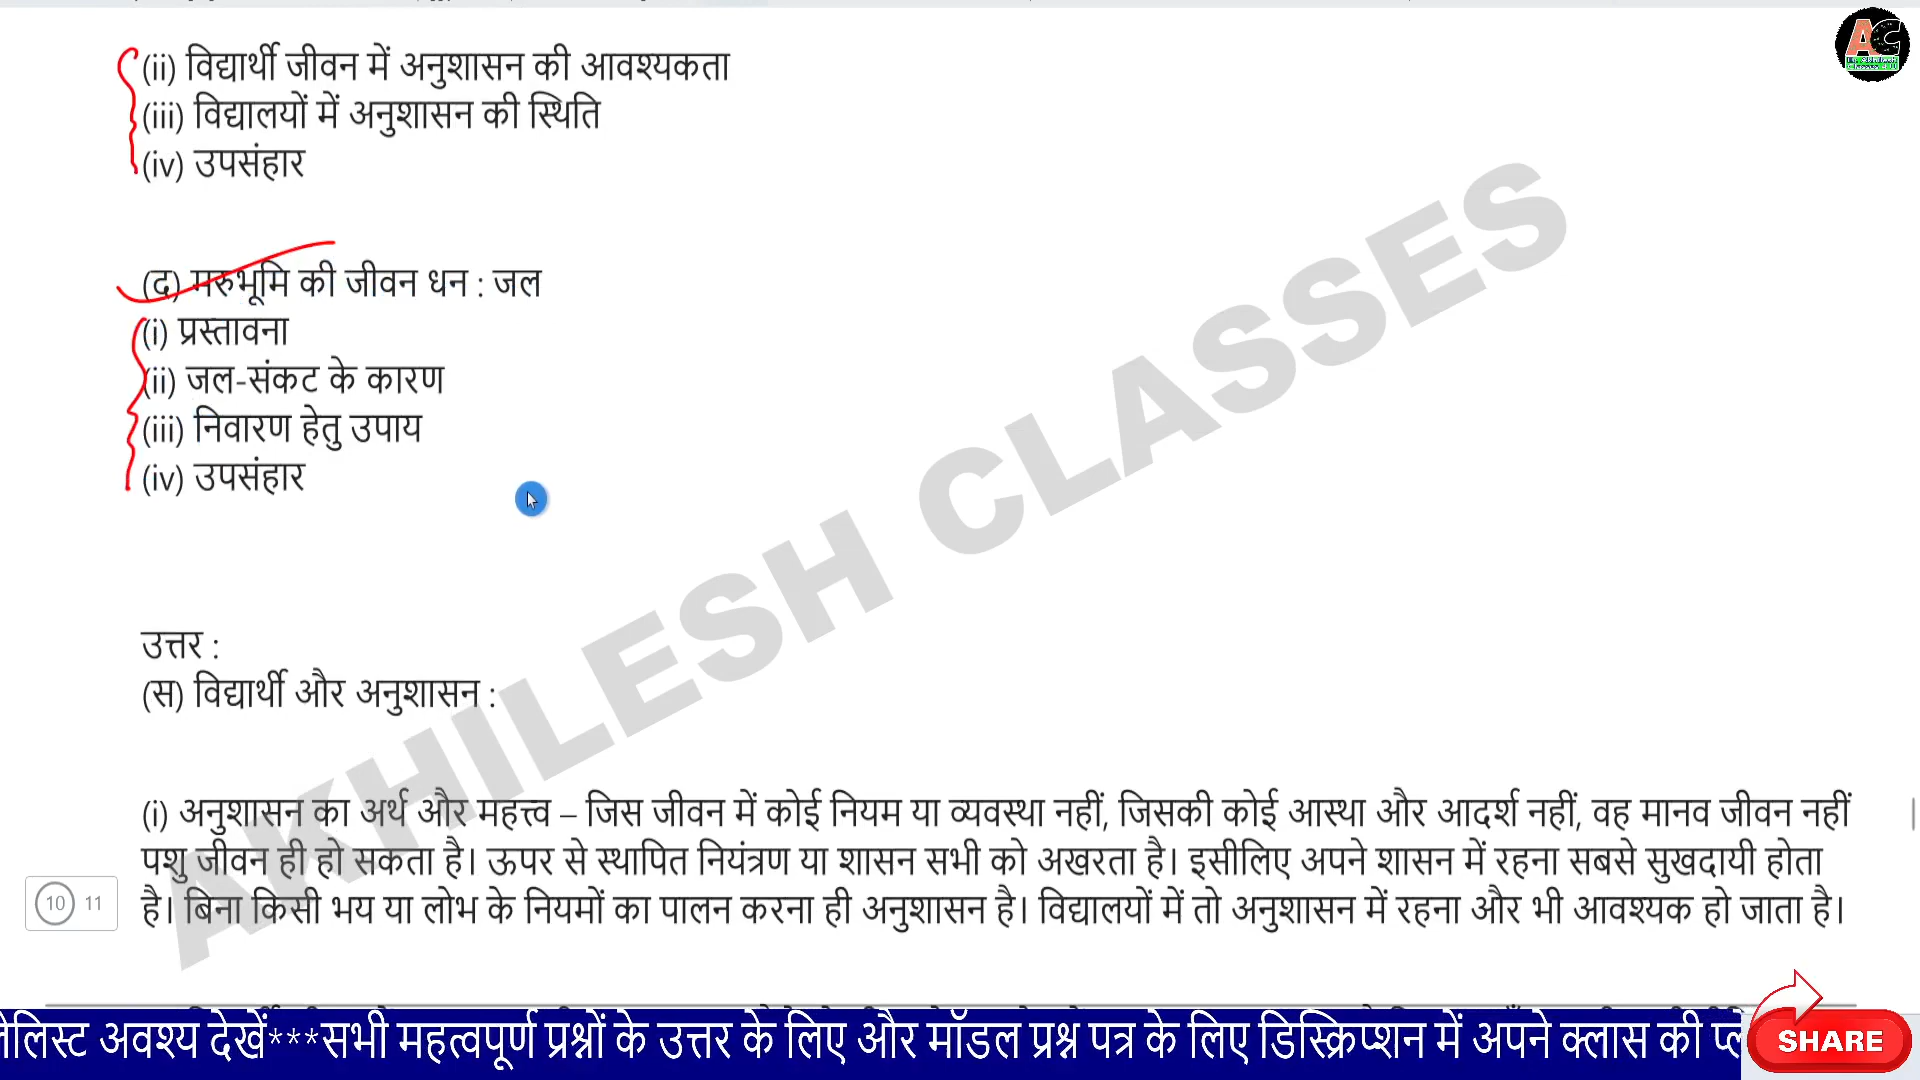 (ii) विद्यार्थी जीवन में अनुशासन की आवश्यकता
(iii) विद्यालयों में अनुशासन की स्थिति
(iv) उपसंहार
(द) मरुभूमि की जीवन धन : जल
(i) प्रस्तावना
(ii) जल-संकट के कारण
(iii) निवारण हेतु उपाय
(iv) उपसंहार
AKHILESH CLASSES
उत्तर :
(स) विद्यार्थी और अनुशासन :
(i) अनुशासन का अर्थ और महत्त्व – जिस जीवन में कोई नियम या व्यवस्था नहीं, जिसकी कोई आस्था और आदर्श नहीं, वह मानव जीवन नहीं
पशु जीवन ही हो सकता है। ऊपर से स्थापित नियंत्रण या शासन सभी को अखरता है। इसीलिए अपने शासन में रहना सबसे सुखदायी होता
है। बिना किसी भय या लोभ के नियमों का पालन करना ही अनुशासन है। विद्यालयों में तो अनुशासन में रहना और भी आवश्यक हो जाता है।
10 11
अवश्य देखें***सभी महत्वपूर्ण प्रश्नों के उत्तर के लिए और मॉडल प्रश्न पत्र के लिए डिस्क्रिप्शन में अपने क्लास की
SHARE
AC